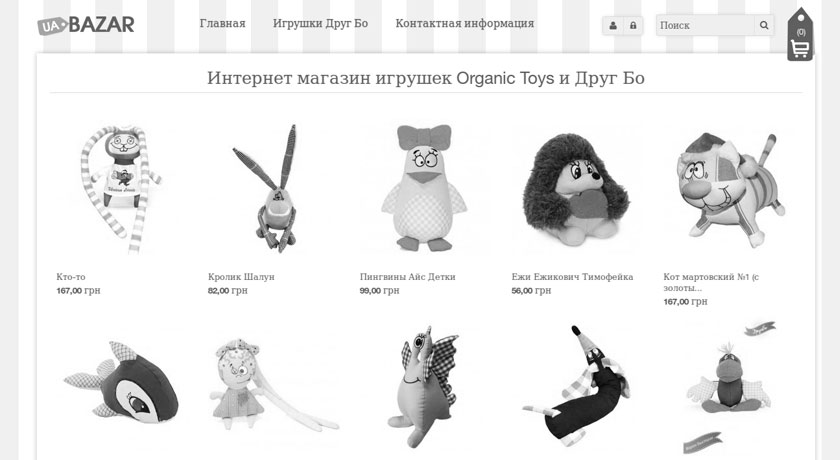 UA BAZAR
Главная Игрушки Друг Бо Контактная информация
Поиск
(0)
Интернет магазин игрушек Organic Toys и Друг Бо
Кто-то
167,00 грн
Кролик Шалун
82,00 грн
Пингвины Айс Детки
99,00 грн
Ежи Ежикович Тимофейка
56,00 грн
Кот мартовский №1 (с
золоты...
167,00 грн